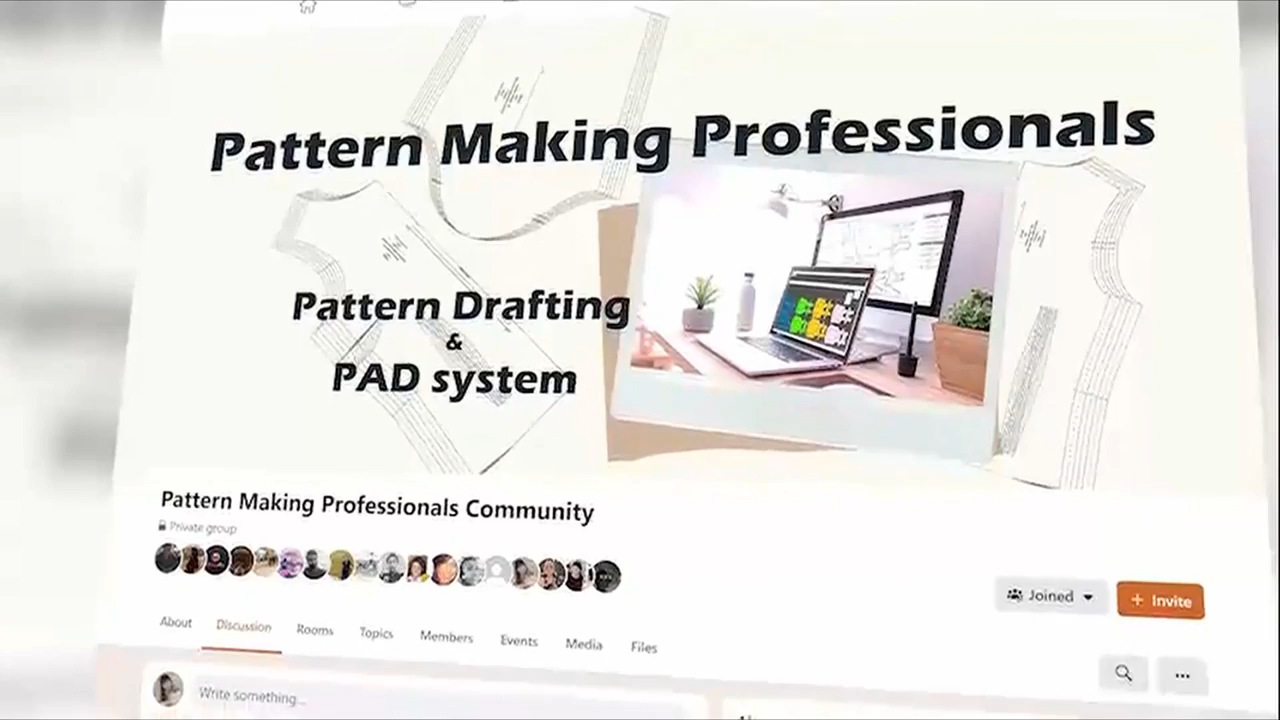 Pattern Making Professionals
Pattern Drafting
&
PAD system
Pattern Making Professionals Community
Private group
Joined
+ Invite
About Discussion Rooms Topics Members Events Media Files
Write something...